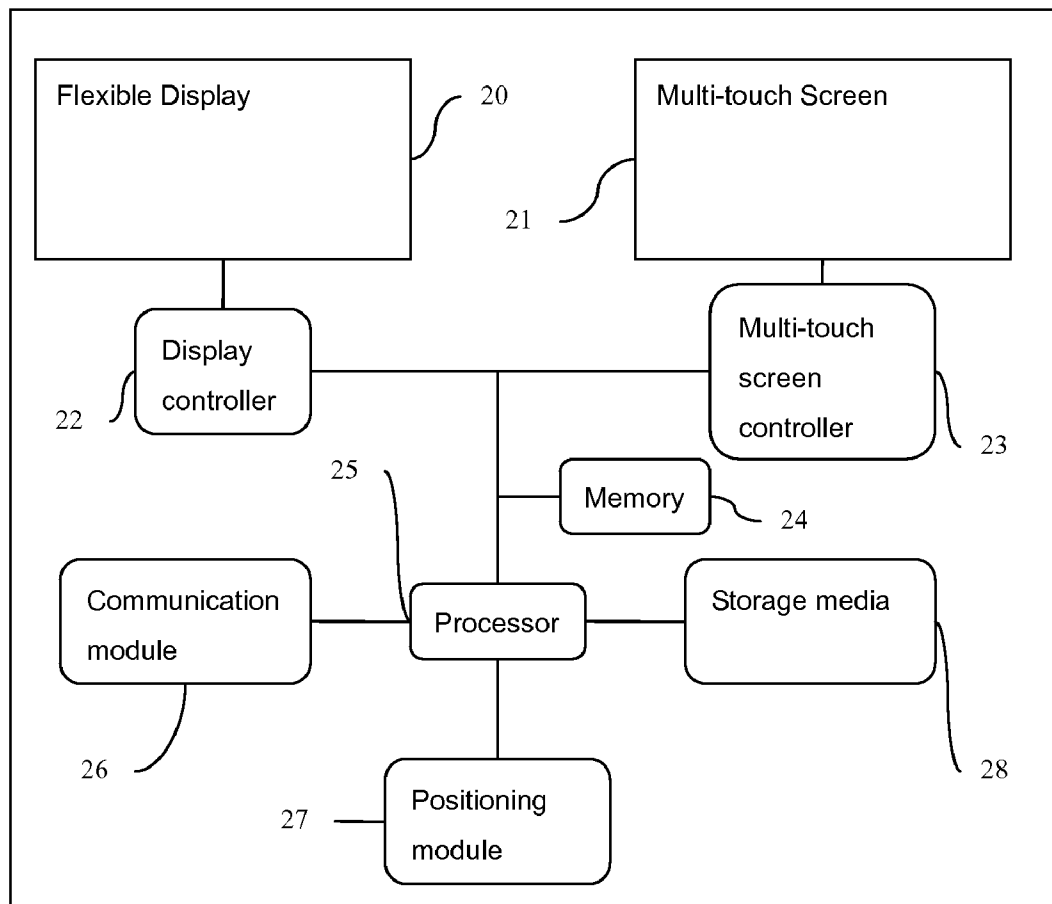 Flexible Display
20
Multi-touch Screen
21
Display
controller
22
Multi-touch
screen
controller
23
25
Memory
24
Communication
module
26
Processor
Storage media
28
Positioning
module
27